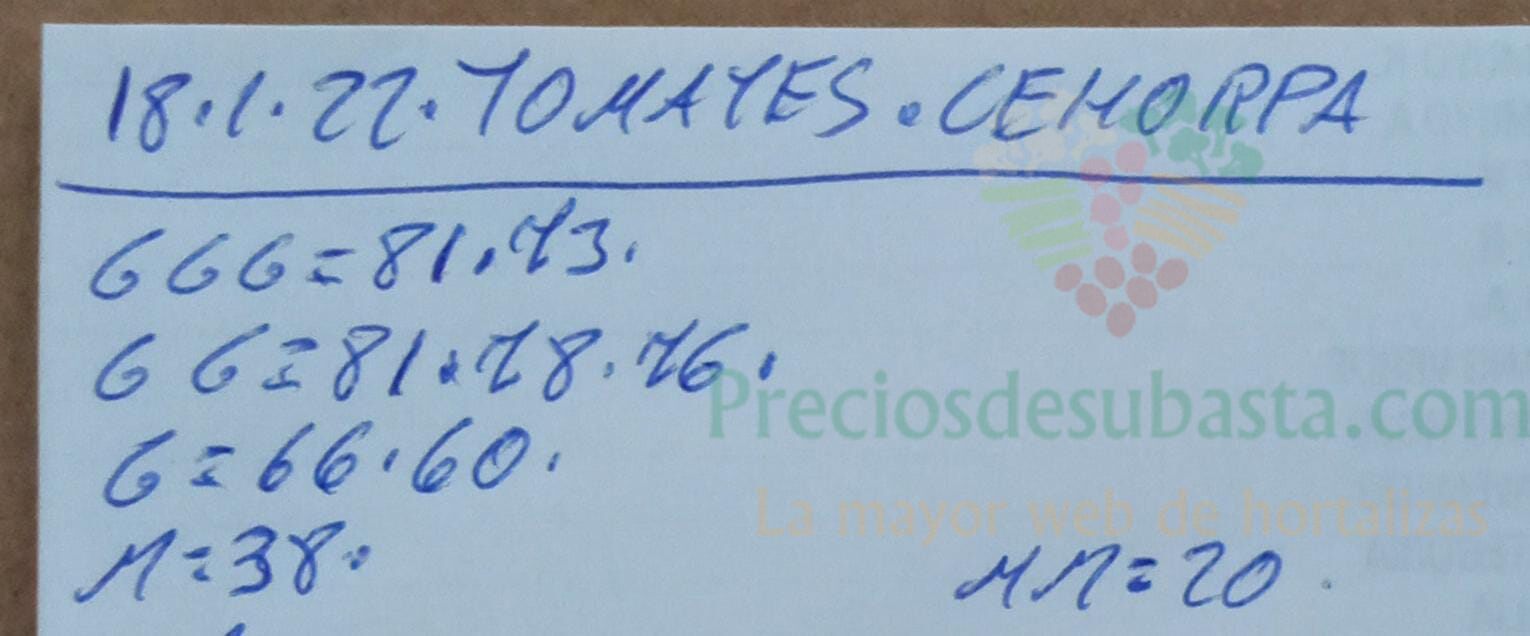 18.1.22.TOMATES.CEHORPA
GGG=81.73.
GG=81.78.76.
G=66.60.
M=38.
MM=20.
Preciosdesubasta.com
La mayor web de hortalizas